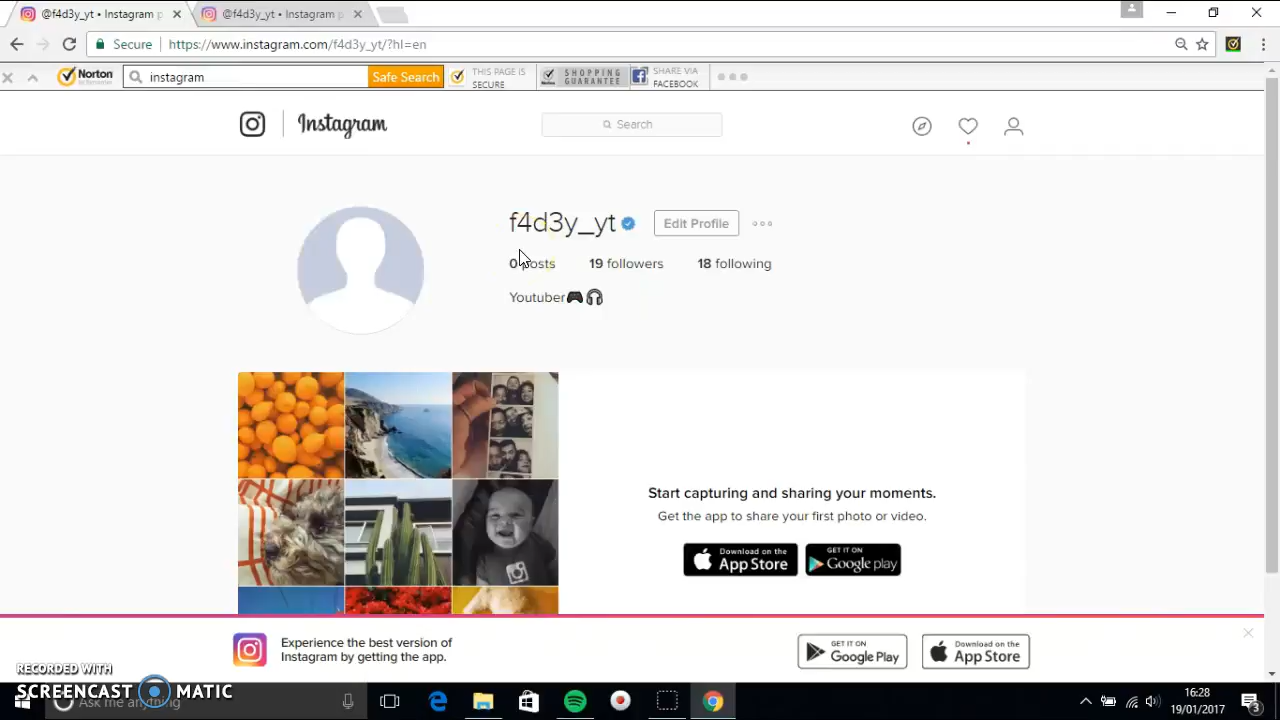 @f4d3y_yt • Instagram p
@f4d3y_yt • Instagram p
Secure
https://www.instagram.com/f4d3y_yt/?hl=en
Norton
instagram
Safe Search
THIS PAGE IS
SECURE
SHOPPING
GUARANTEE
SHARE VIA
FACEBOOK
Instagram
Search
f4d3y_yt
Edit Profile
0 posts
19 followers
18 following
Youtuber🎮🎧
Start capturing and sharing your moments.
Get the app to share your first photo or video.
Download on the
App Store
GET IT ON
Google play
Experience the best version of
Instagram by getting the app.
GET IT ON
Google Play
Download on the
App Store
RECORDED WITH
SCREENCAST MATIC
Ask me anything
16:28
19/01/2017
3